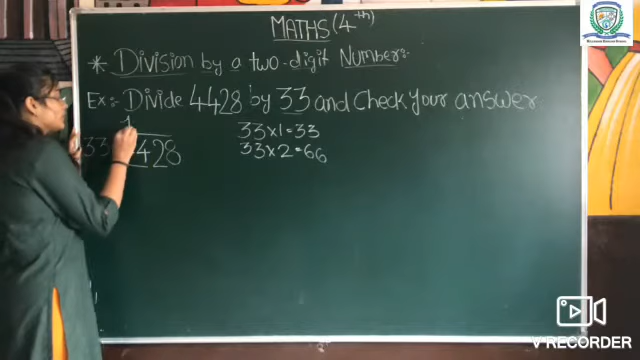 MATHS (4th)
* Division by a two-digit Number:-
Ex:- Divide 4428 by 33 and Check Your answer
1
33 4428
33×1=33
33×2=66
V RECORDER